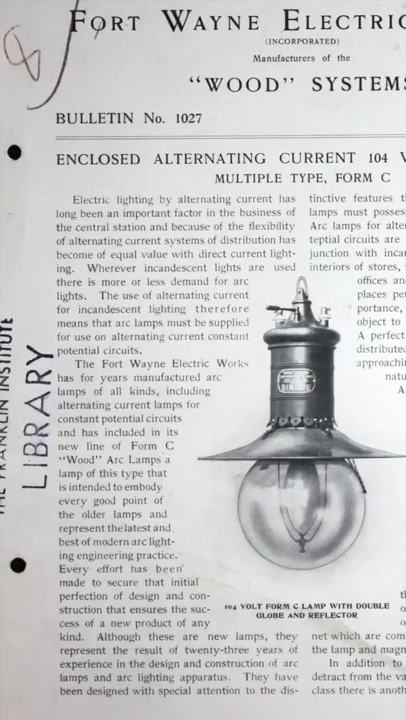 8
FORT WAYNE ELECTRIC
(INCORPORATED)
Manufacturers of the
"WOOD" SYSTEMS
BULLETIN No. 1027
ENCLOSED ALTERNATING CURRENT 104 V
MULTIPLE TYPE, FORM C
Electric lighting by alternating current has
long been an important factor in the business of
the central station and because of the flexibility
of alternating current systems of distribution has
become of equal value with direct current light-
ing. Wherever incandescent lights are used
there is more or less demand for arc
lights. The use of alternating current
for incandescent lighting therefore
means that arc lamps must be supplied
for use on alternating current constant
potential circuits.
The Fort Wayne Electric Works
has for years manufactured arc
lamps of all kinds, including
alternating current lamps for
constant potential circuits
and has included in its
new line of Form C
"Wood" Arc Lamps a
lamp of this type that
is intended to embody
every good point of
the older lamps and
represent the latest and
best of modern arc light-
ing engineering practice.
Every effort has been
made to secure that initial
perfection of design and con-
struction that ensures the suc-
cess of a new product of any
kind. Although these are new lamps, they
represent the result of twenty-three years of
experience in the design and construction of arc
lamps and arc lighting apparatus. They have
been designed with special attention to the dis-
tinctive features t
lamps must posses
Arc lamps for alte
teptial circuits are
junction with incan
interiors of stores,
offices and
places per
portance,
object to
A perfect
distributed
approachin
natu
A
104 VOLT FORM C LAMP WITH DOUBLE
GLOBE AND REFLECTOR
th
o
o
net which are com
the lamp and magn
In addition to
detract from the va
class there is anoth
THE FRANKLIN INSTITUTE
LIBRARY